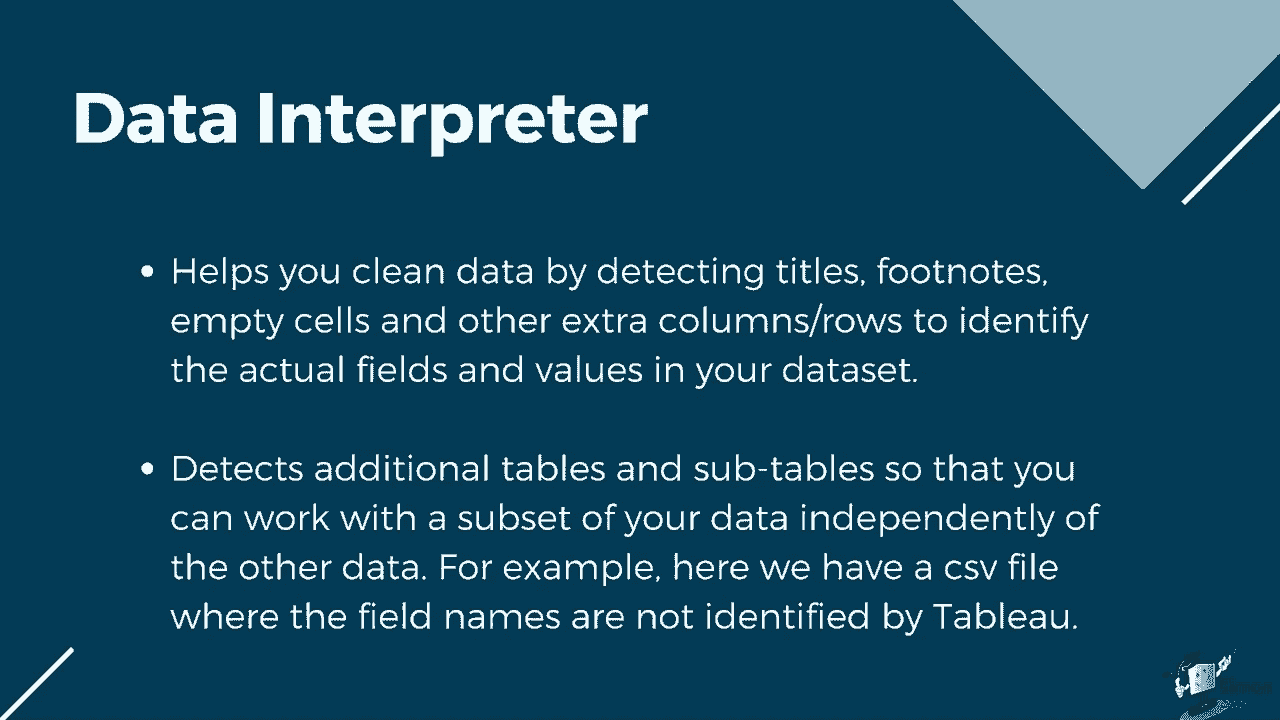 Data Interpreter
• Helps you clean data by detecting titles, footnotes,
empty cells and other extra columns/rows to identify
the actual fields and values in your dataset.
• Detects additional tables and sub-tables so that you
can work with a subset of your data independently of
the other data. For example, here we have a csv file
where the field names are not identified by Tableau.